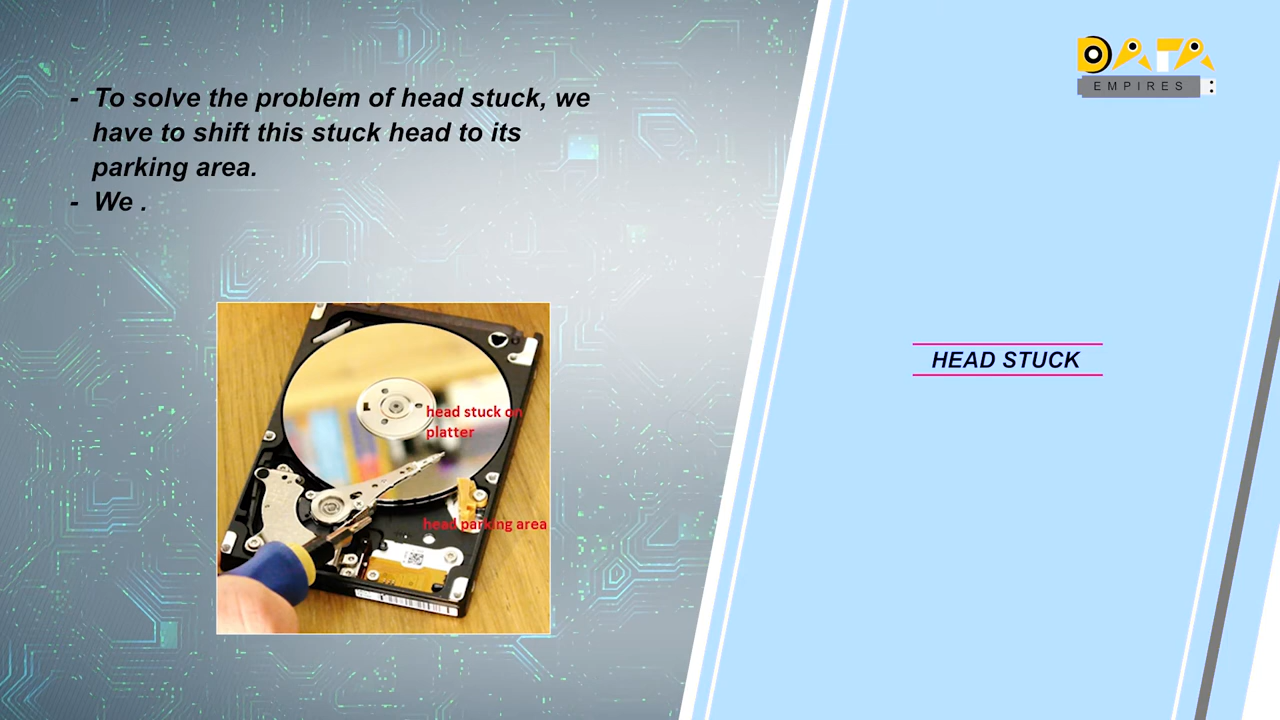 - To solve the problem of head stuck, we
have to shift this stuck head to its
parking area.
- We .
head stuck on
platter
head parking area
DATA
EMPIRES
HEAD STUCK